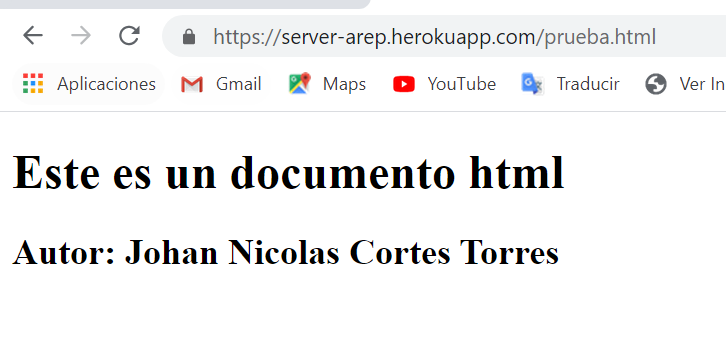 https://server-arep.herokuapp.com/prueba.html
Aplicaciones Gmail Maps YouTube Traducir Ver In
Este es un documento html
Autor: Johan Nicolas Cortes Torres